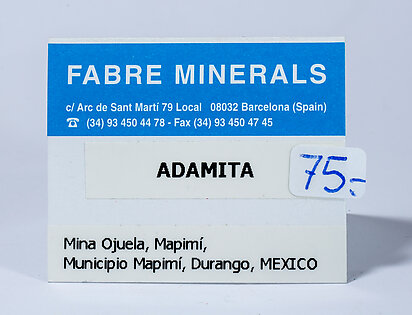 FABRE MINERALS
c/ Arc de Sant Martí 79 Local 08032 Barcelona (Spain)
☎ (34) 93 450 44 78 - Fax (34) 93 450 47 45
ADAMITA
75.-
Mina Ojuela, Mapimí,
Municipio Mapimí, Durango, MEXICO